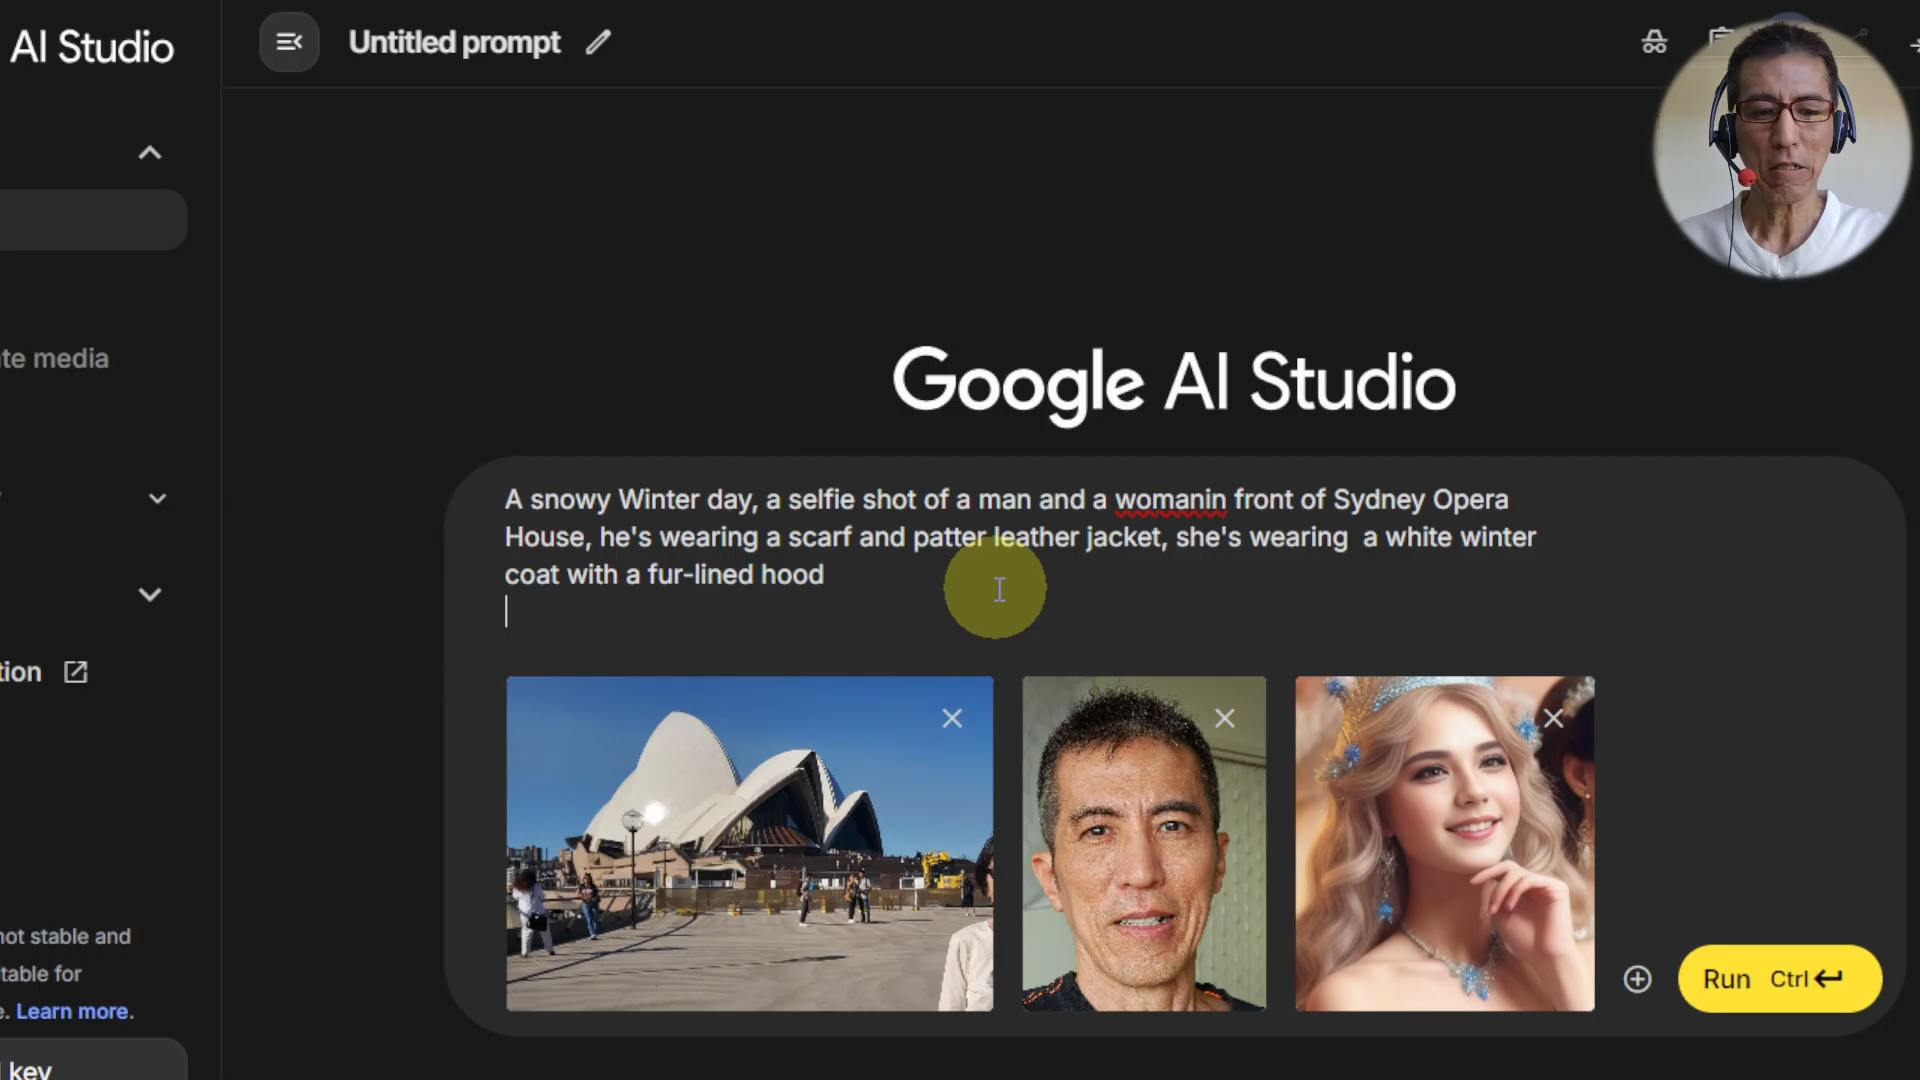 AI Studio
Untitled prompt
te media
Google AI Studio
A snowy Winter day, a selfie shot of a man and a womanin front of Sydney Opera
House, he's wearing a scarf and patter leather jacket, she's wearing  a white winter
coat with a fur-lined hood
tion
not stable and
table for
e. Learn more.
key
Run Ctrl